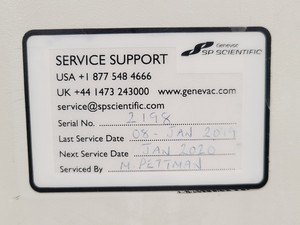 Genevac
SP SCIENTIFIC
SERVICE SUPPORT
USA +1 877 548 4666
UK +44 1473 243000 www.genevac.com
service@spscientific.com
Serial No. 2198
Last Service Date 08 - JAN 2019
Next Service Date JAN 2020
Serviced By M. PETTMAN